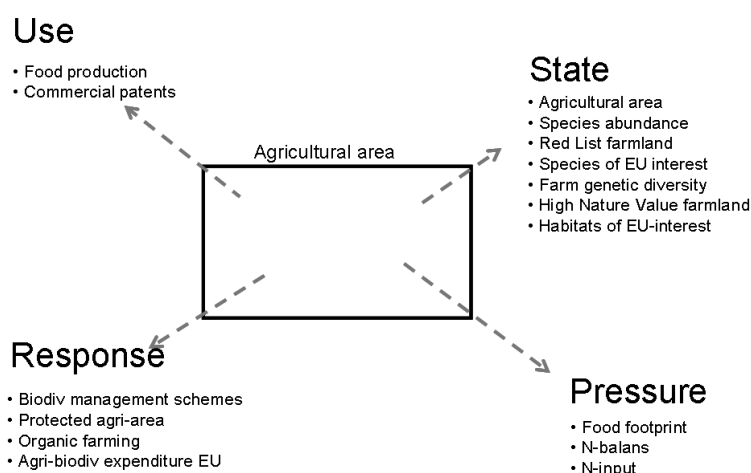 Use
• Food production
• Commercial patents
State
• Agricultural area
• Species abundance
• Red List farmland
• Species of EU interest
• Farm genetic diversity
• High Nature Value farmland
• Habitats of EU-interest
Agricultural area
Response
• Biodiv management schemes
• Protected agri-area
• Organic farming
• Agri-biodiv expenditure EU
Pressure
• Food footprint
• N-balans
• N-input